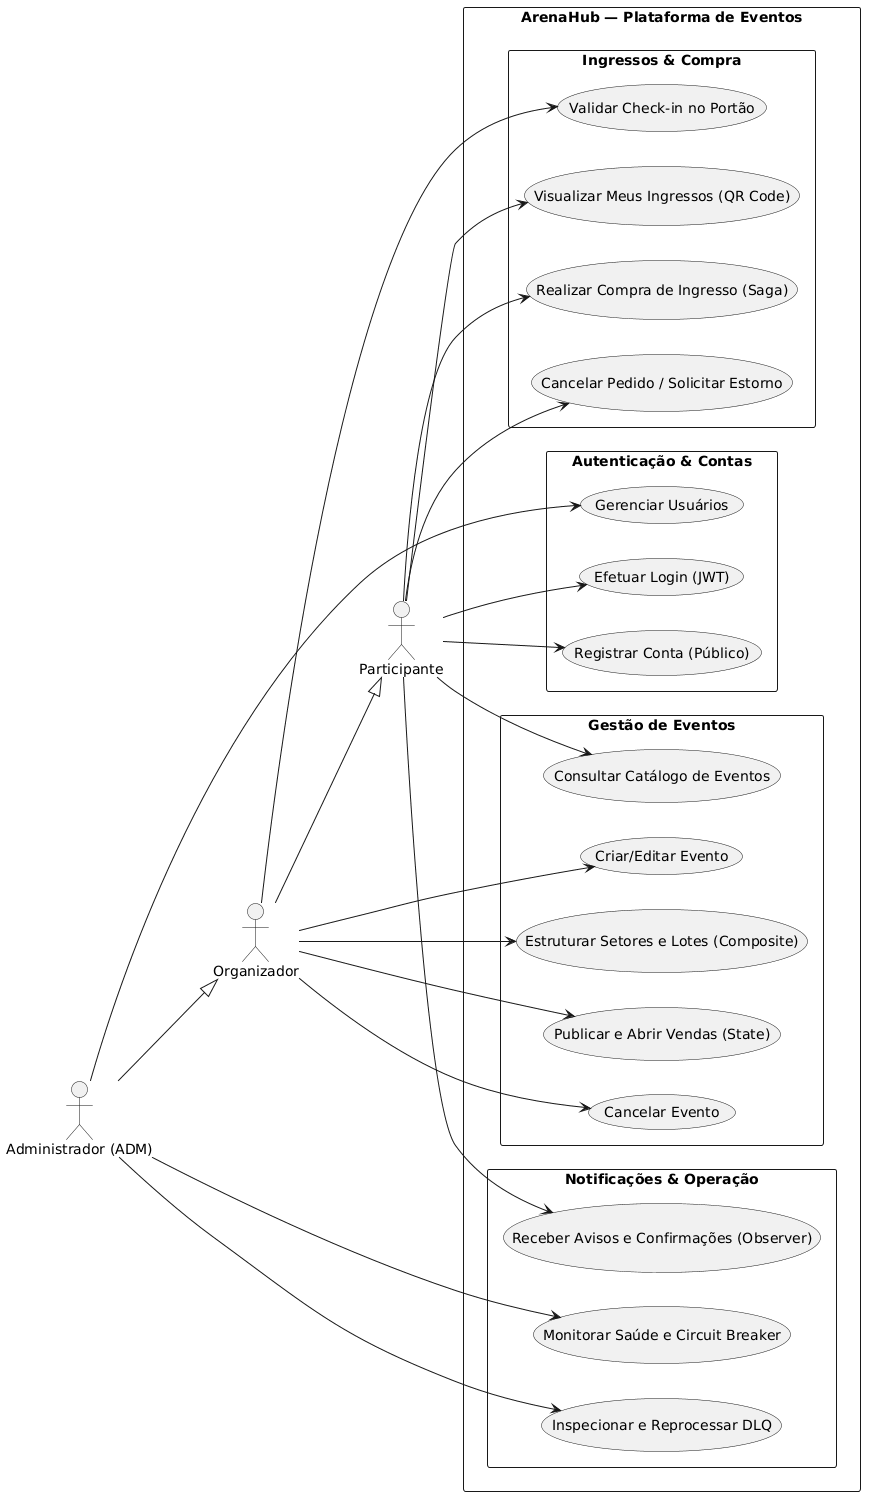 ArenaHub — Plataforma de Eventos
Ingressos & Compra
Validar Check-in no Portão
Visualizar Meus Ingressos (QR Code)
Realizar Compra de Ingresso (Saga)
Cancelar Pedido / Solicitar Estorno
Autenticação & Contas
Gerenciar Usuários
Efetuar Login (JWT)
Registrar Conta (Público)
Participante
Gestão de Eventos
Consultar Catálogo de Eventos
Criar/Editar Evento
Estruturar Setores e Lotes (Composite)
Organizador
Publicar e Abrir Vendas (State)
Cancelar Evento
Administrador (ADM)
Notificações & Operação
Receber Avisos e Confirmações (Observer)
Monitorar Saúde e Circuit Breaker
Inspecionar e Reprocessar DLQ